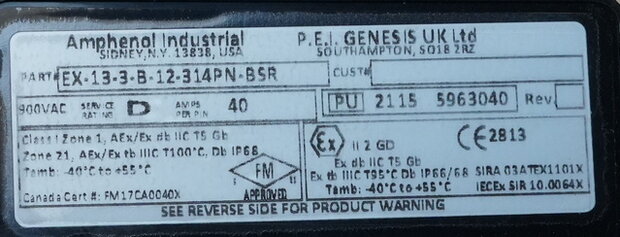 Amphenol Industrial P.E.I. GENESIS UK Ltd
SIDNEY, N.Y. 13838, USA SOUTHAMPTON, SO18 2RZ
PART# EX-13-3-B-12-314PN-BSR CUST#
900VAC SERVICE RATING D AMPS PER PIN 40 PU 2115 5963040 Rev
Class I Zone 1, AEx/Ex db IIC T5 Gb
Zone 21, AEx/Ex tb IIIC T100°C, Db IP68
Tamb: -40°C to +55°C
Canada Cert #: FM17CA0040X
FM
APPROVED
Ex II 2 GD CE2813
Ex db IIC T5 Gb
Ex tb IIIC T95°C Db IP66/68 SIRA 03ATEX1101X
Tamb: -40°C to +55°C IECEx SIR 10.0064X
SEE REVERSE SIDE FOR PRODUCT WARNING